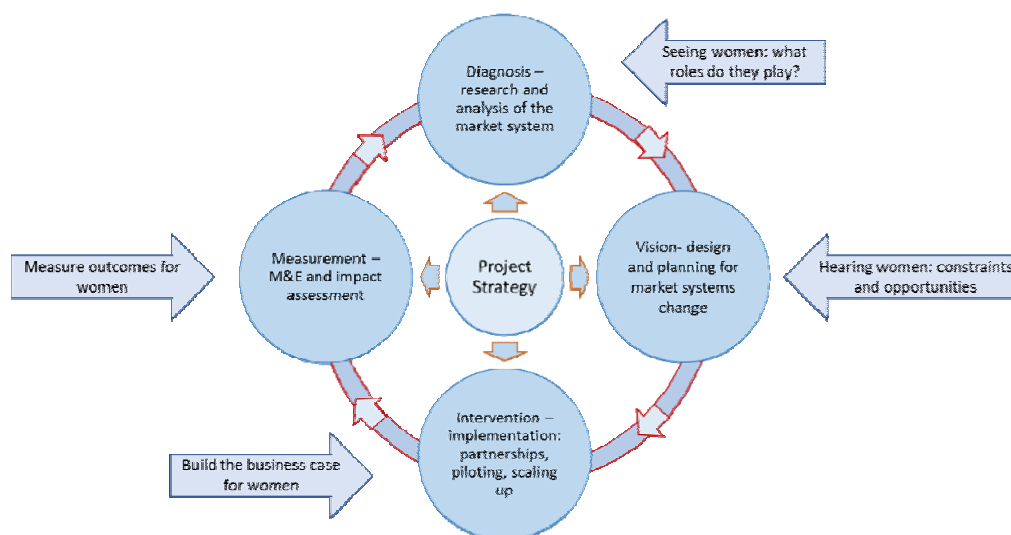 Diagnosis –
research and
analysis of the
market system
Seeing women: what
roles do they play?
Measure outcomes for
women
Measurement –
M&E and impact
assessment
Project
Strategy
Vision- design
and planning for
market systems
change
Hearing women: constraints
and opportunities
Intervention –
implementation:
partnerships,
piloting, scaling
up
Build the business case
for women